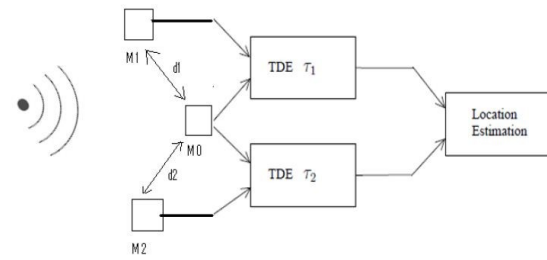 M1
d1
TDE τ1
M0
Location
Estimation
d2
TDE τ2
M2